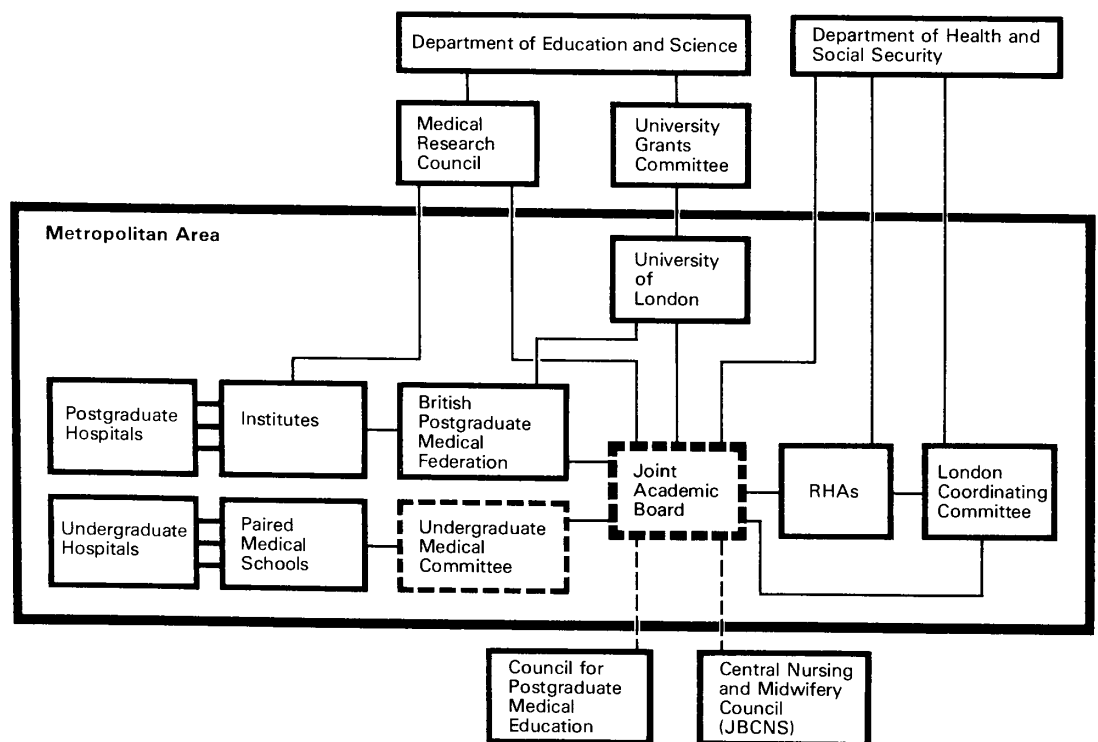 Department of Education and Science
Department of Health and
Social Security
Medical
Research
Council
University
Grants
Committee
Metropolitan Area
University
of
London
Postgraduate
Hospitals
Institutes
British
Postgraduate
Medical
Federation
Joint
Academic
Board
RHAs
London
Coordinating
Committee
Undergraduate
Hospitals
Paired
Medical
Schools
Undergraduate
Medical
Committee
Council for
Postgraduate
Medical
Education
Central Nursing
and Midwifery
Council
(JBCNS)